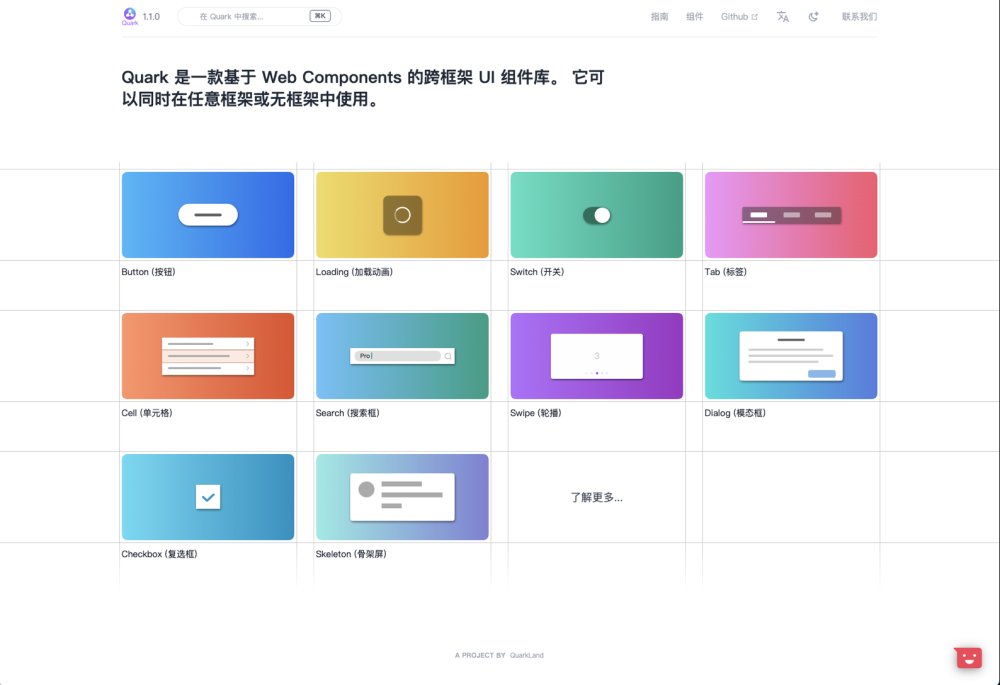 Quark
1.1.0
在 Quark 中搜索...
⌘K
指南
组件
Github
联系我们
Quark 是一款基于 Web Components 的跨框架 UI 组件库。 它可
以同时在任意框架或无框架中使用。
Button (按钮)
Loading (加载动画)
Switch (开关)
Tab (标签)
Pro
3
Cell (单元格)
Search (搜索框)
Swipe (轮播)
Dialog (模态框)
了解更多...
Checkbox (复选框)
Skeleton (骨架屏)
A PROJECT BY QuarkLand